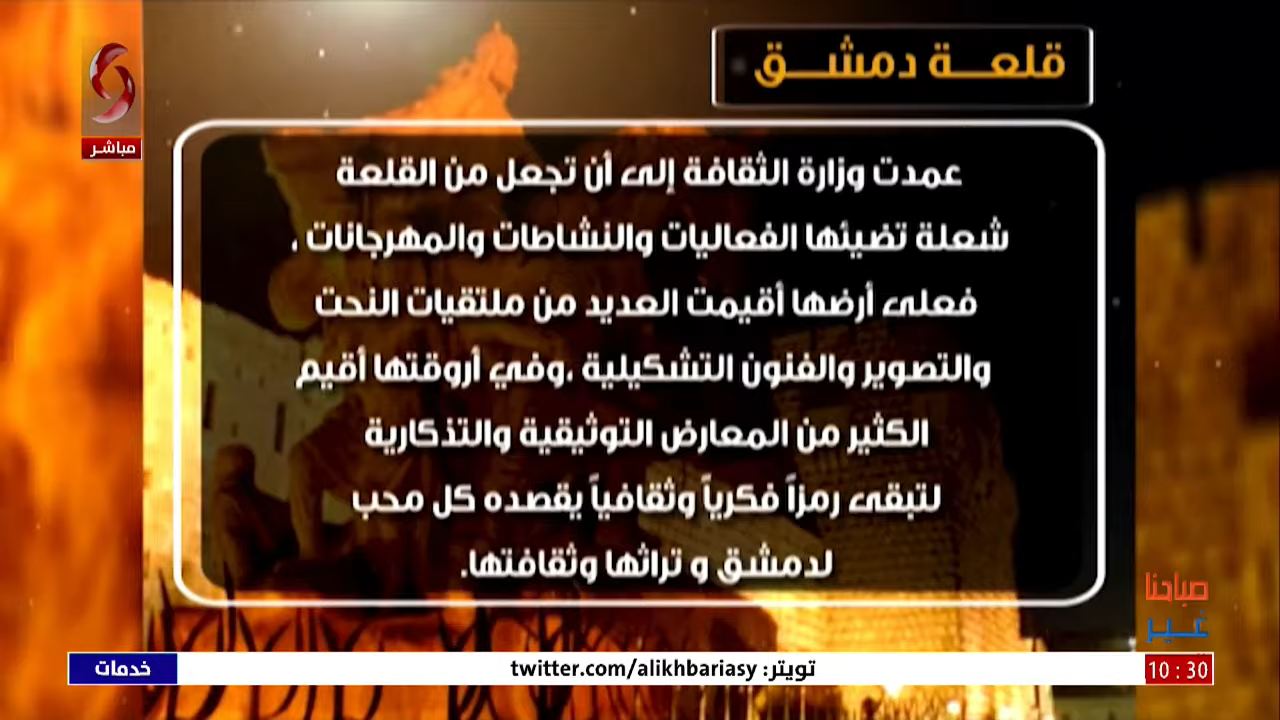 قلعة دمشق
مباشر
عمدت وزارة الثقافة إلى أن تجعل من القلعة
شعلة تضيئها الفعاليات والنشاطات والمهرجانات ،
فعلى أرضها أقيمت العديد من ملتقيات النحت
والتصوير والفنون التشكيلية ،وفي أروقتها أقيم
الكثير من المعارض التوثيقية والتذكارية
لتبقى رمزاً فكرياً وثقافياً يقصده كل محب
لدمشق و تراثها وثقافتها.
صباحنا
غير
خدمات
تويتر: twitter.com/alikhbariasy
10 : 30